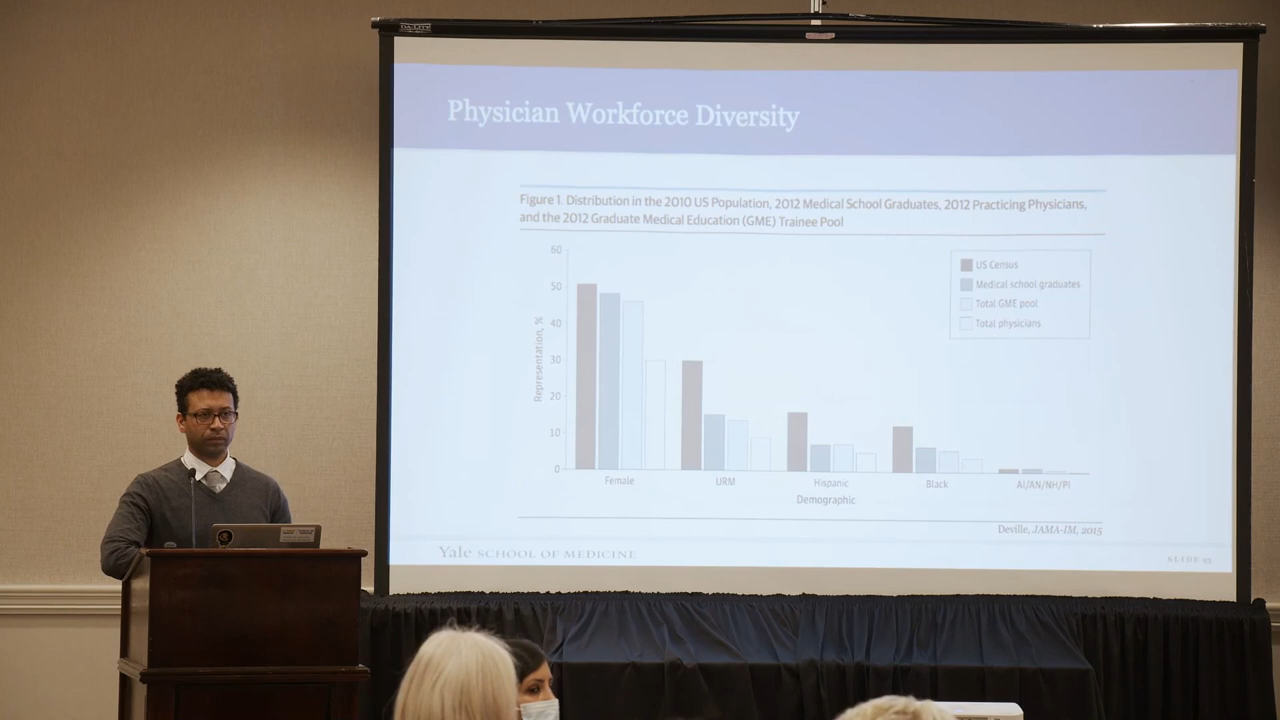 DA-LITE
Physician Workforce Diversity
Figure 1. Distribution in the 2010 US Population, 2012 Medical School Graduates, 2012 Practicing Physicians,
and the 2012 Graduate Medical Education (GME) Trainee Pool
60
50
40
30
20
10
0
Representation, %
US Census
Medical school graduates
Total GME pool
Total physicians
Female
URM
Hispanic
Black
AI/AN/NH/PI
Demographic
Deville, JAMA-IM, 2015
Yale SCHOOL OF MEDICINE
SLIDE